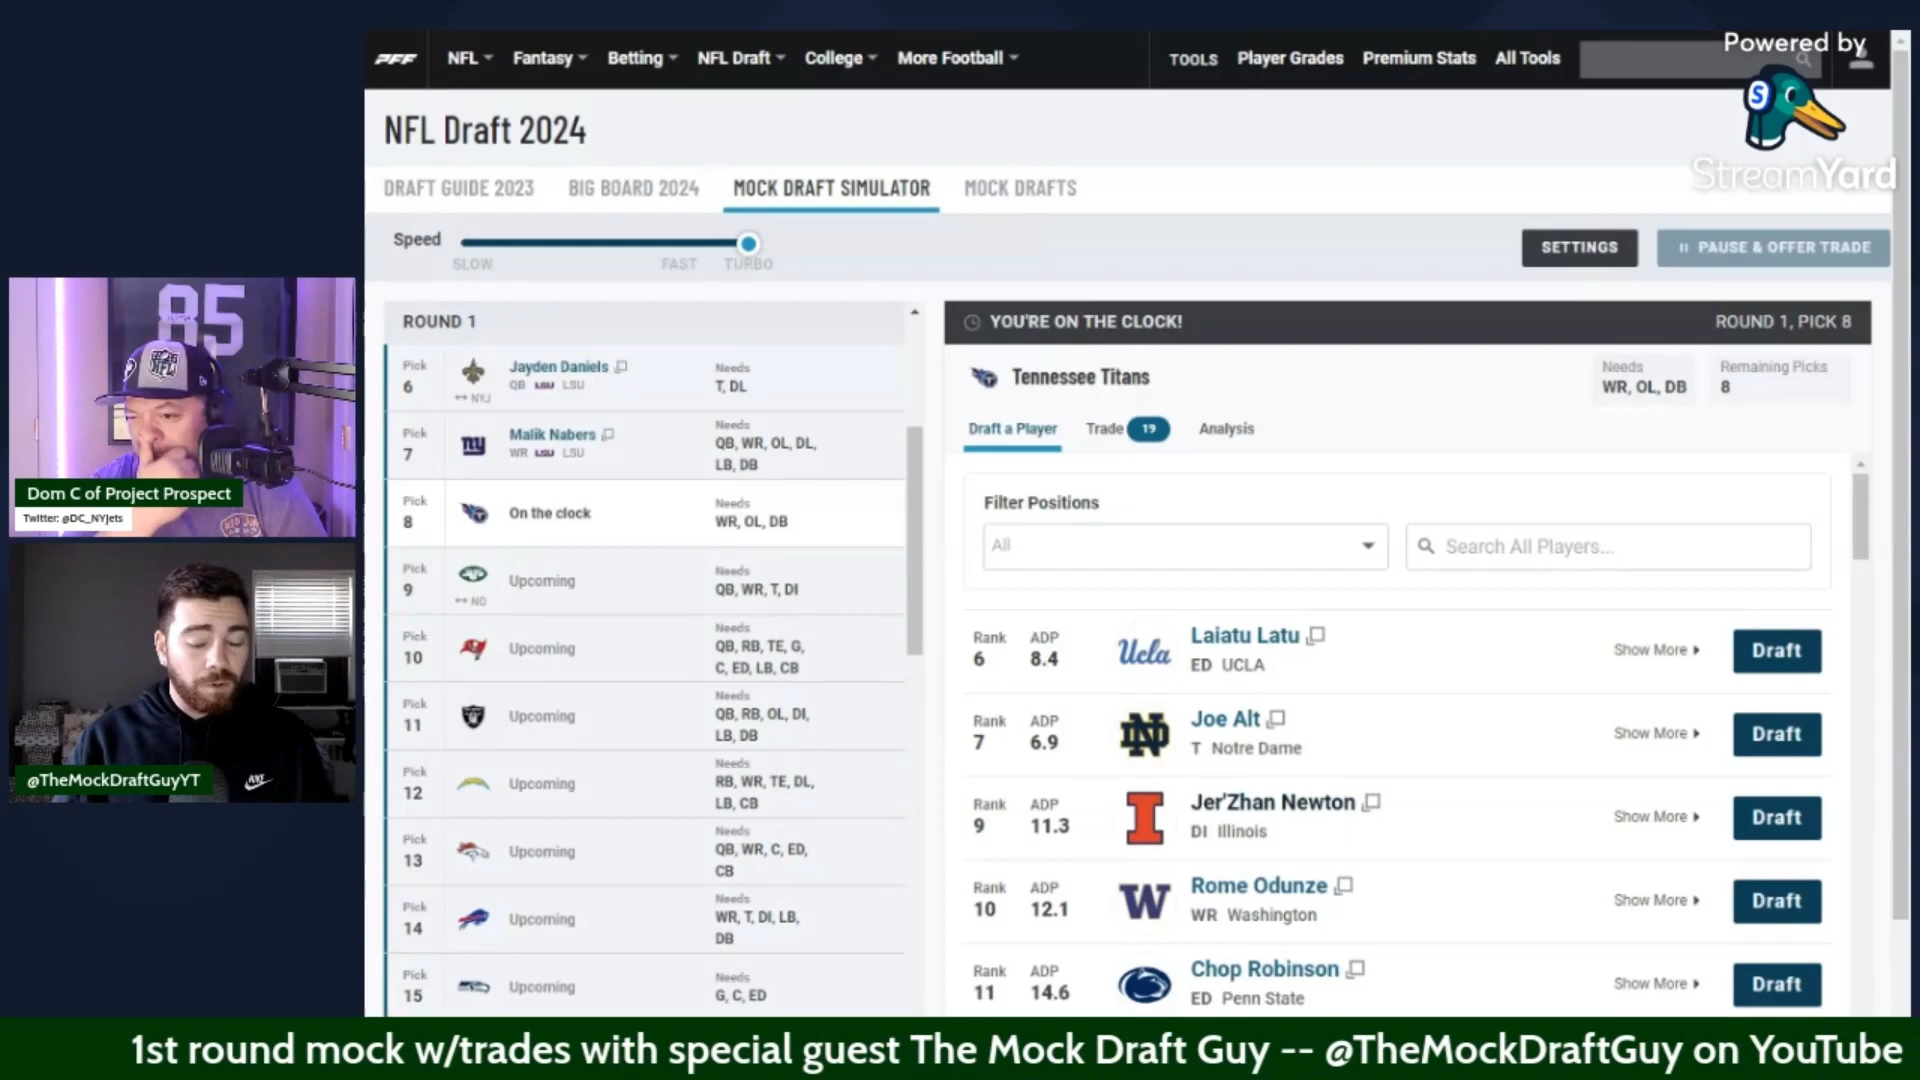 PFF
NFL
Fantasy
Betting
NFL Draft
College
More Football
TOOLS
Player Grades
Premium Stats
All Tools
Powered by
S
StreamYard
NFL Draft 2024
DRAFT GUIDE 2023
BIG BOARD 2024
MOCK DRAFT SIMULATOR
MOCK DRAFTS
Speed
SLOW
FAST
TURBO
SETTINGS
PAUSE & OFFER TRADE
85
NFL
Dom C of Project Prospect
Twitter: @DC_NYJets
@TheMockDraftGuyYT
ROUND 1
Pick
6
NYJ
Jayden Daniels
QB LSU LSU
Needs
T, DL
Pick
7
ny
Malik Nabers
WR LSU LSU
Needs
QB, WR, OL, DL,
LB, DB
Pick
8
On the clock
Needs
WR, OL, DB
Pick
9
NO
Upcoming
Needs
QB, WR, T, DI
Pick
10
Upcoming
Needs
QB, RB, TE, G,
C, ED, LB, CB
Pick
11
Upcoming
Needs
QB, RB, OL, DI,
LB, DB
Pick
12
Upcoming
Needs
RB, WR, TE, DL,
LB, CB
Pick
13
Upcoming
Needs
QB, WR, C, ED,
CB
Pick
14
Upcoming
Needs
WR, T, DI, LB,
DB
Pick
15
Upcoming
Needs
G, C, ED
YOU'RE ON THE CLOCK!
ROUND 1, PICK 8
Tennessee Titans
Needs
WR, OL, DB
Remaining Picks
8
Draft a Player
Trade 19
Analysis
Filter Positions
All
Search All Players...
Rank
6
ADP
8.4
Ucla
Laiatu Latu
ED UCLA
Show More
Draft
Rank
7
ADP
6.9
ND
Joe Alt
T Notre Dame
Show More
Draft
Rank
9
ADP
11.3
I
Jer'Zhan Newton
DI Illinois
Show More
Draft
Rank
10
ADP
12.1
W
Rome Odunze
WR Washington
Show More
Draft
Rank
11
ADP
14.6
Chop Robinson
ED Penn State
Show More
Draft
1st round mock w/trades with special guest The Mock Draft Guy -- @TheMockDraftGuy on YouTube